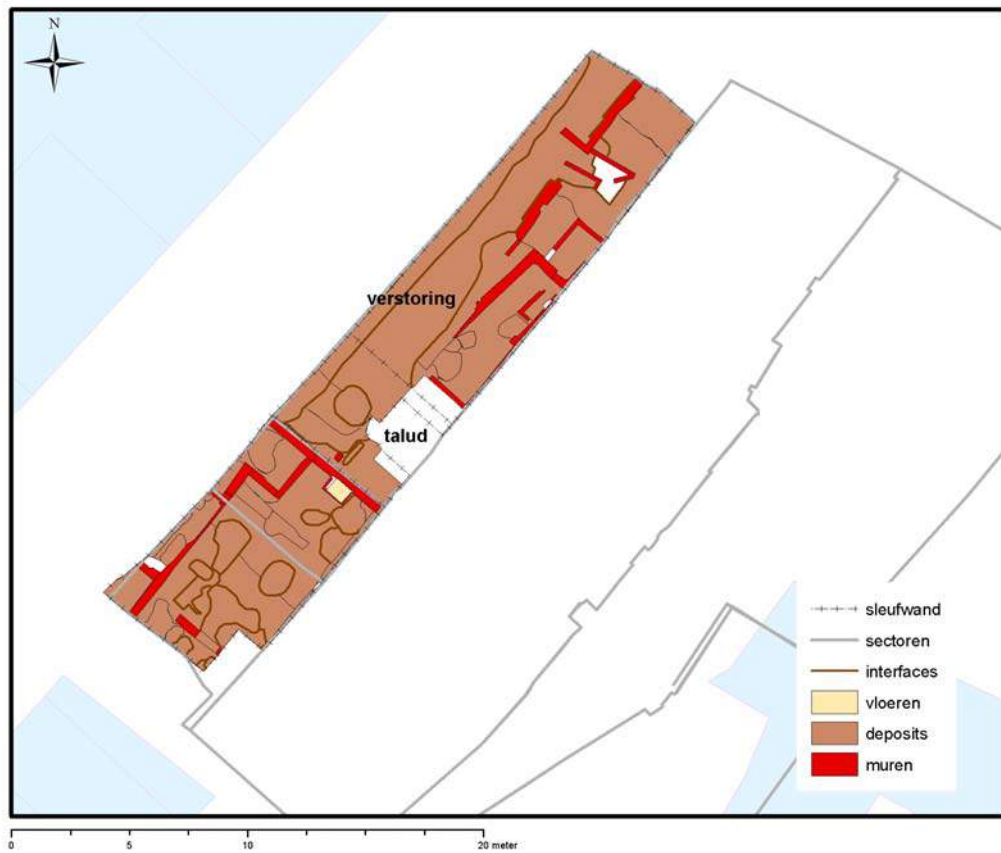 N
verstoring
talud
sleufwand
sectoren
interfaces
vloeren
deposits
muren
0 5 10 20 meter